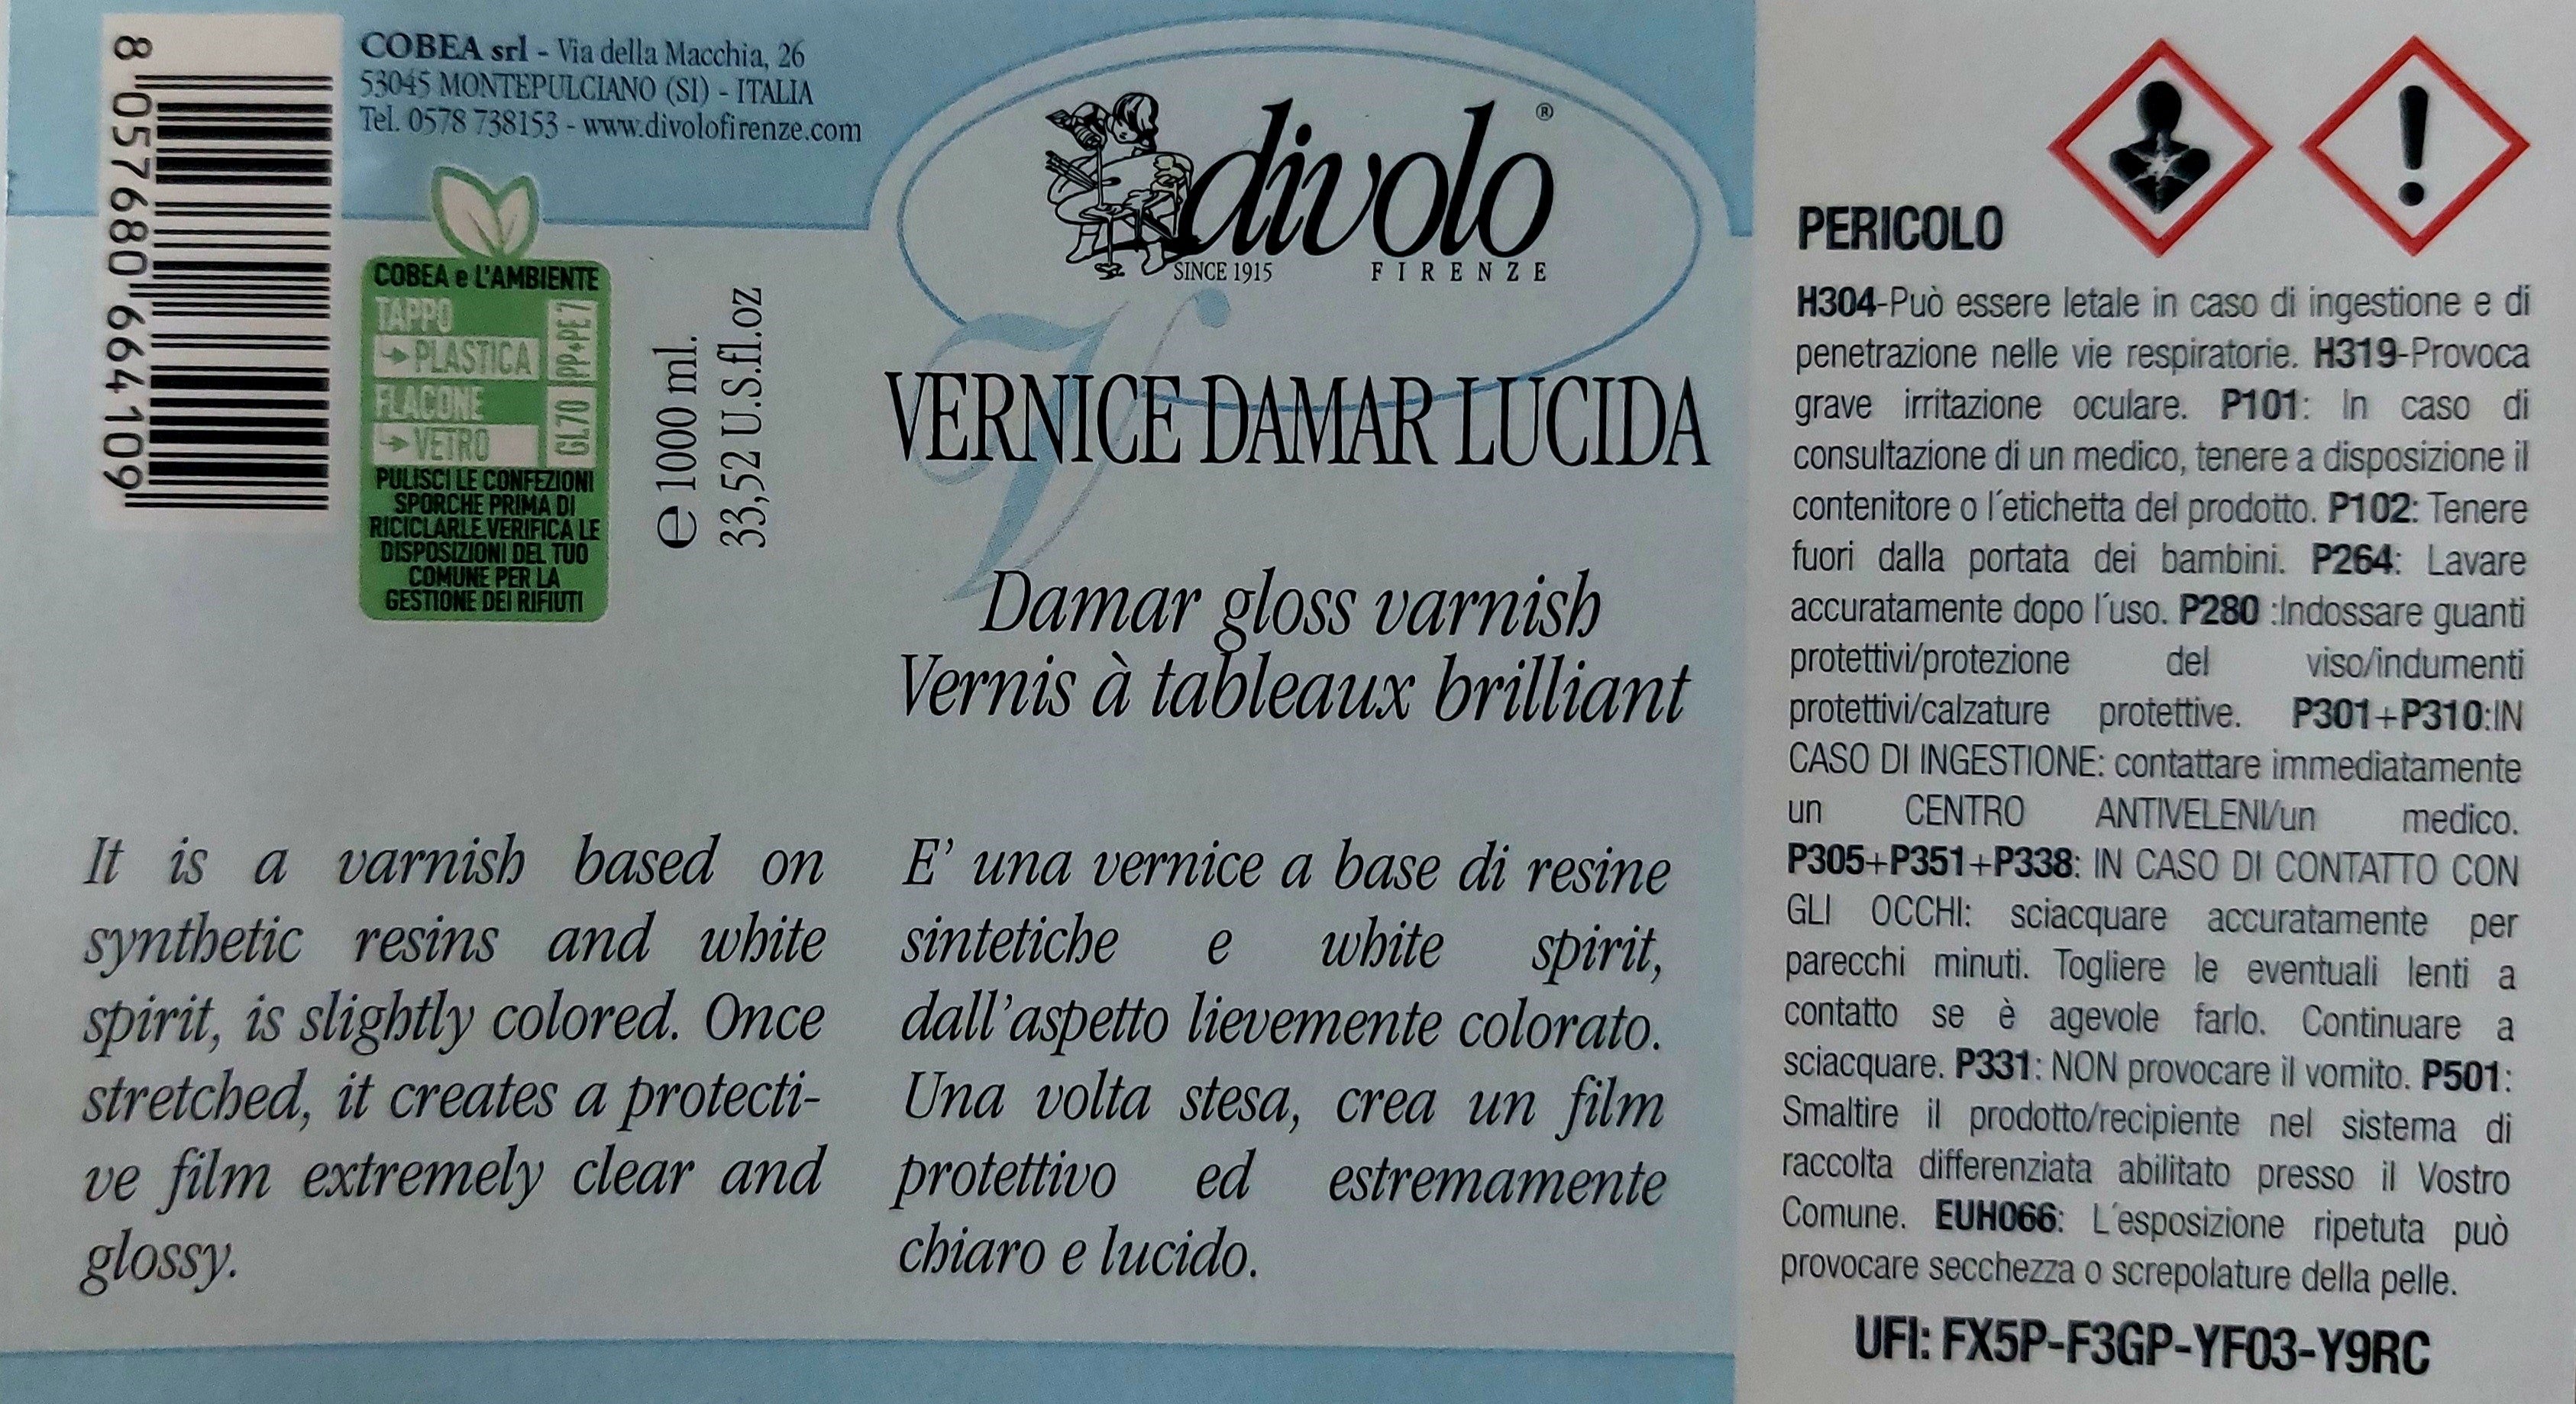 8 057680 664109
COBEA srl - Via della Macchia, 26
53045 MONTEPULCIANO (SI) - ITALIA
Tel. 0578 738153 - www.divolofirenze.com
COBEA e L'AMBIENTE
TAPPO
PLASTICA
PP+PE 7
FLACONE
VETRO
GL70
PULISCI LE CONFEZIONI
SPORCHE PRIMA DI
RICICLARLE.VERIFICA LE
DISPOSIZIONI DEL TUO
COMUNE PER LA
GESTIONE DEI RIFIUTI
e 1000 ml.
33,52 U.S.fl.oz
divolo ®
SINCE 1915 FIRENZE
VERNICE DAMAR LUCIDA
Damar gloss varnish
Vernis à tableaux brilliant
It is a varnish based on
synthetic resins and white
spirit, is slightly colored. Once
stretched, it creates a protecti-
ve film extremely clear and
glossy.
E' una vernice a base di resine
sintetiche e white spirit,
dall'aspetto lievemente colorato.
Una volta stesa, crea un film
protettivo ed estremamente
chiaro e lucido.
PERICOLO
H304-Può essere letale in caso di ingestione e di
penetrazione nelle vie respiratorie. H319-Provoca
grave irritazione oculare. P101: In caso di
consultazione di un medico, tenere a disposizione il
contenitore o l´etichetta del prodotto. P102: Tenere
fuori dalla portata dei bambini. P264: Lavare
accuratamente dopo l´uso. P280 :Indossare guanti
protettivi/protezione del viso/indumenti
protettivi/calzature protettive. P301+P310:IN
CASO DI INGESTIONE: contattare immediatamente
un CENTRO ANTIVELENI/un medico.
P305+P351+P338: IN CASO DI CONTATTO CON
GLI OCCHI: sciacquare accuratamente per
parecchi minuti. Togliere le eventuali lenti a
contatto se è agevole farlo. Continuare a
sciacquare. P331: NON provocare il vomito. P501:
Smaltire il prodotto/recipiente nel sistema di
raccolta differenziata abilitato presso il Vostro
Comune. EUH066: L´esposizione ripetuta può
provocare secchezza o screpolature della pelle.
UFI: FX5P-F3GP-YF03-Y9RC